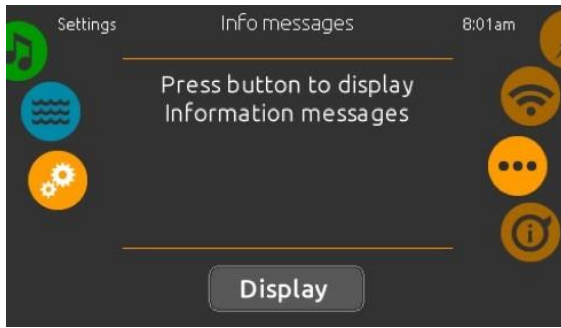 Settings
Info messages
8:01am
Press button to display
Information messages
Display